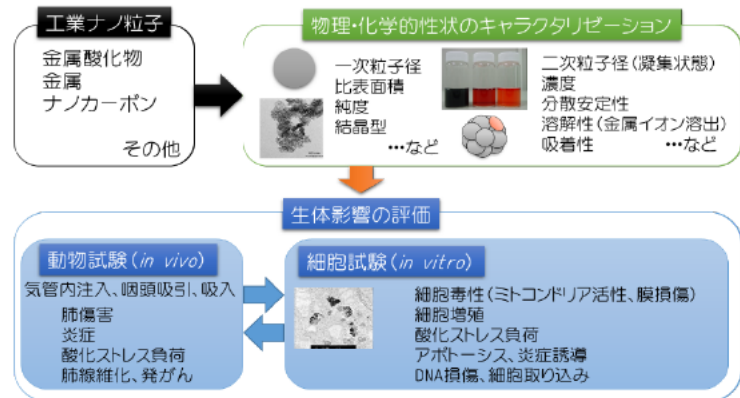 工業ナノ粒子
金属酸化物
金属
ナノカーボン
その他
物理・化学的性状のキャラクタリゼーション
一次粒子径
比表面積
純度
結晶型
…など
二次粒子径(凝集状態)
濃度
分散安定性
溶解性(金属イオン溶出)
吸着性 …など
生体影響の評価
動物試験(in vivo)
気管内注入、咽頭吸引、吸入
肺傷害
炎症
酸化ストレス負荷
肺線維化、発がん
細胞試験(in vitro)
細胞毒性(ミトコンドリア活性、膜損傷)
細胞増殖
酸化ストレス負荷
アポトーシス、炎症誘導
DNA損傷、細胞取り込み